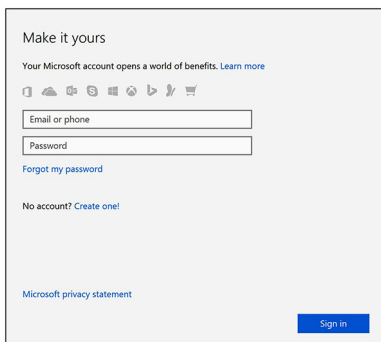 Make it yours
Your Microsoft account opens a world of benefits. Learn more
Email or phone
Password
Forgot my password
No account? Create one!
Microsoft privacy statement
Sign in